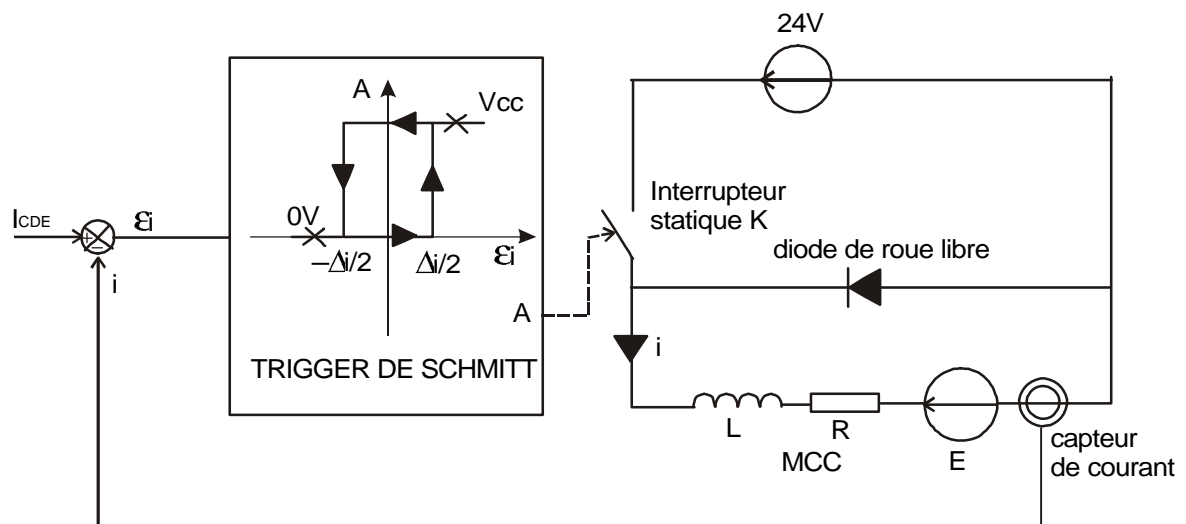 24V
A
Vcc
Interrupteur
statique K
ICDE
+
−
εi
0V
−Δi/2
Δi/2
εi
diode de roue libre
i
A
i
TRIGGER DE SCHMITT
L
R
E
MCC
capteur
de courant